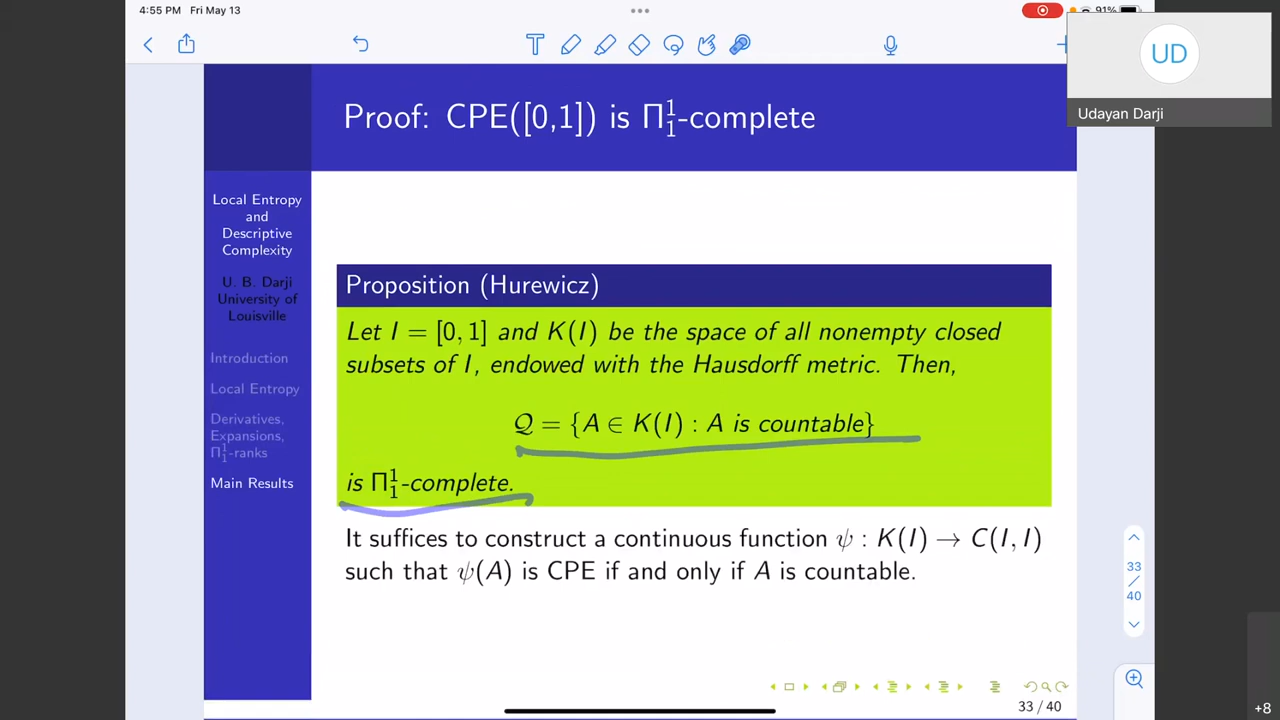 4:55 PM Fri May 13
91%
UD
Udayan Darji
Proof: CPE([0,1]) is Π¹₁-complete
Local Entropy
and
Descriptive
Complexity
U. B. Darji
University of
Louisville
Introduction
Local Entropy
Derivatives,
Expansions,
Π¹₁-ranks
Main Results
Proposition (Hurewicz)
Let I = [0, 1] and K(I) be the space of all nonempty closed
subsets of I, endowed with the Hausdorff metric. Then,
𝒬 = {A ∈ K(I) : A is countable}
is Π¹₁-complete.
It suffices to construct a continuous function ψ : K(I) → C(I, I)
such that ψ(A) is CPE if and only if A is countable.
33
/
40
33 / 40
+8